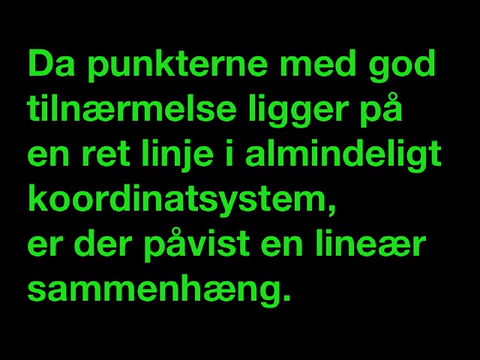 Da punkterne med god
tilnærmelse ligger på
en ret linje i almindeligt
koordinatsystem,
er der påvist en lineær
sammenhæng.